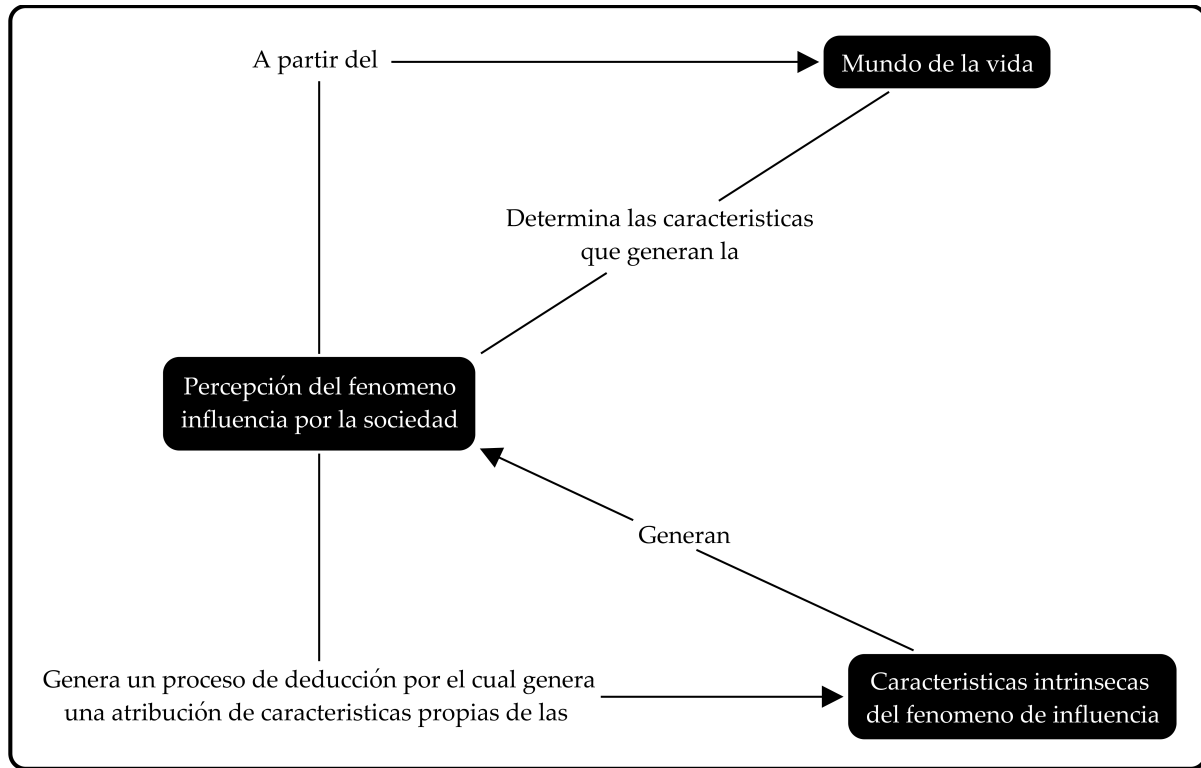 A partir del
Mundo de la vida
Determina las caracteristicas
que generan la
Percepción del fenomeno
influencia por la sociedad
Generan
Genera un proceso de deducción por el cual genera
una atribución de caracteristicas propias de las
Caracteristicas intrinsecas
del fenomeno de influencia